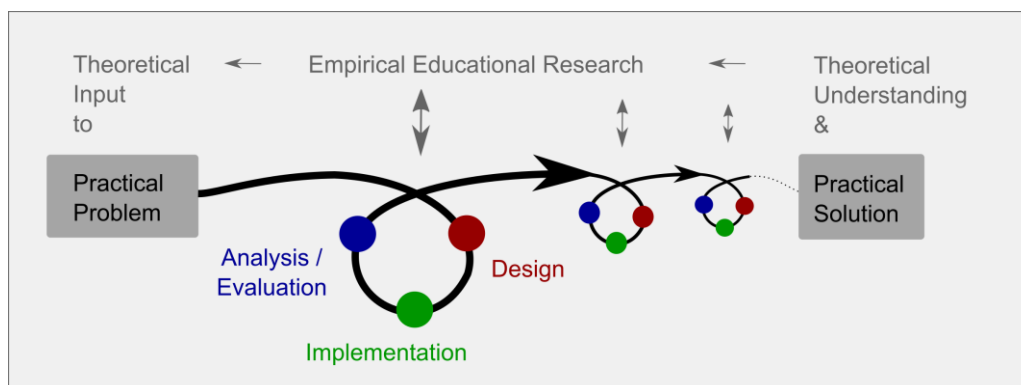 Theoretical
Input
to
Practical
Problem
Empirical Educational Research
Theoretical
Understanding
&
Practical
Solution
Analysis /
Evaluation
Design
Implementation